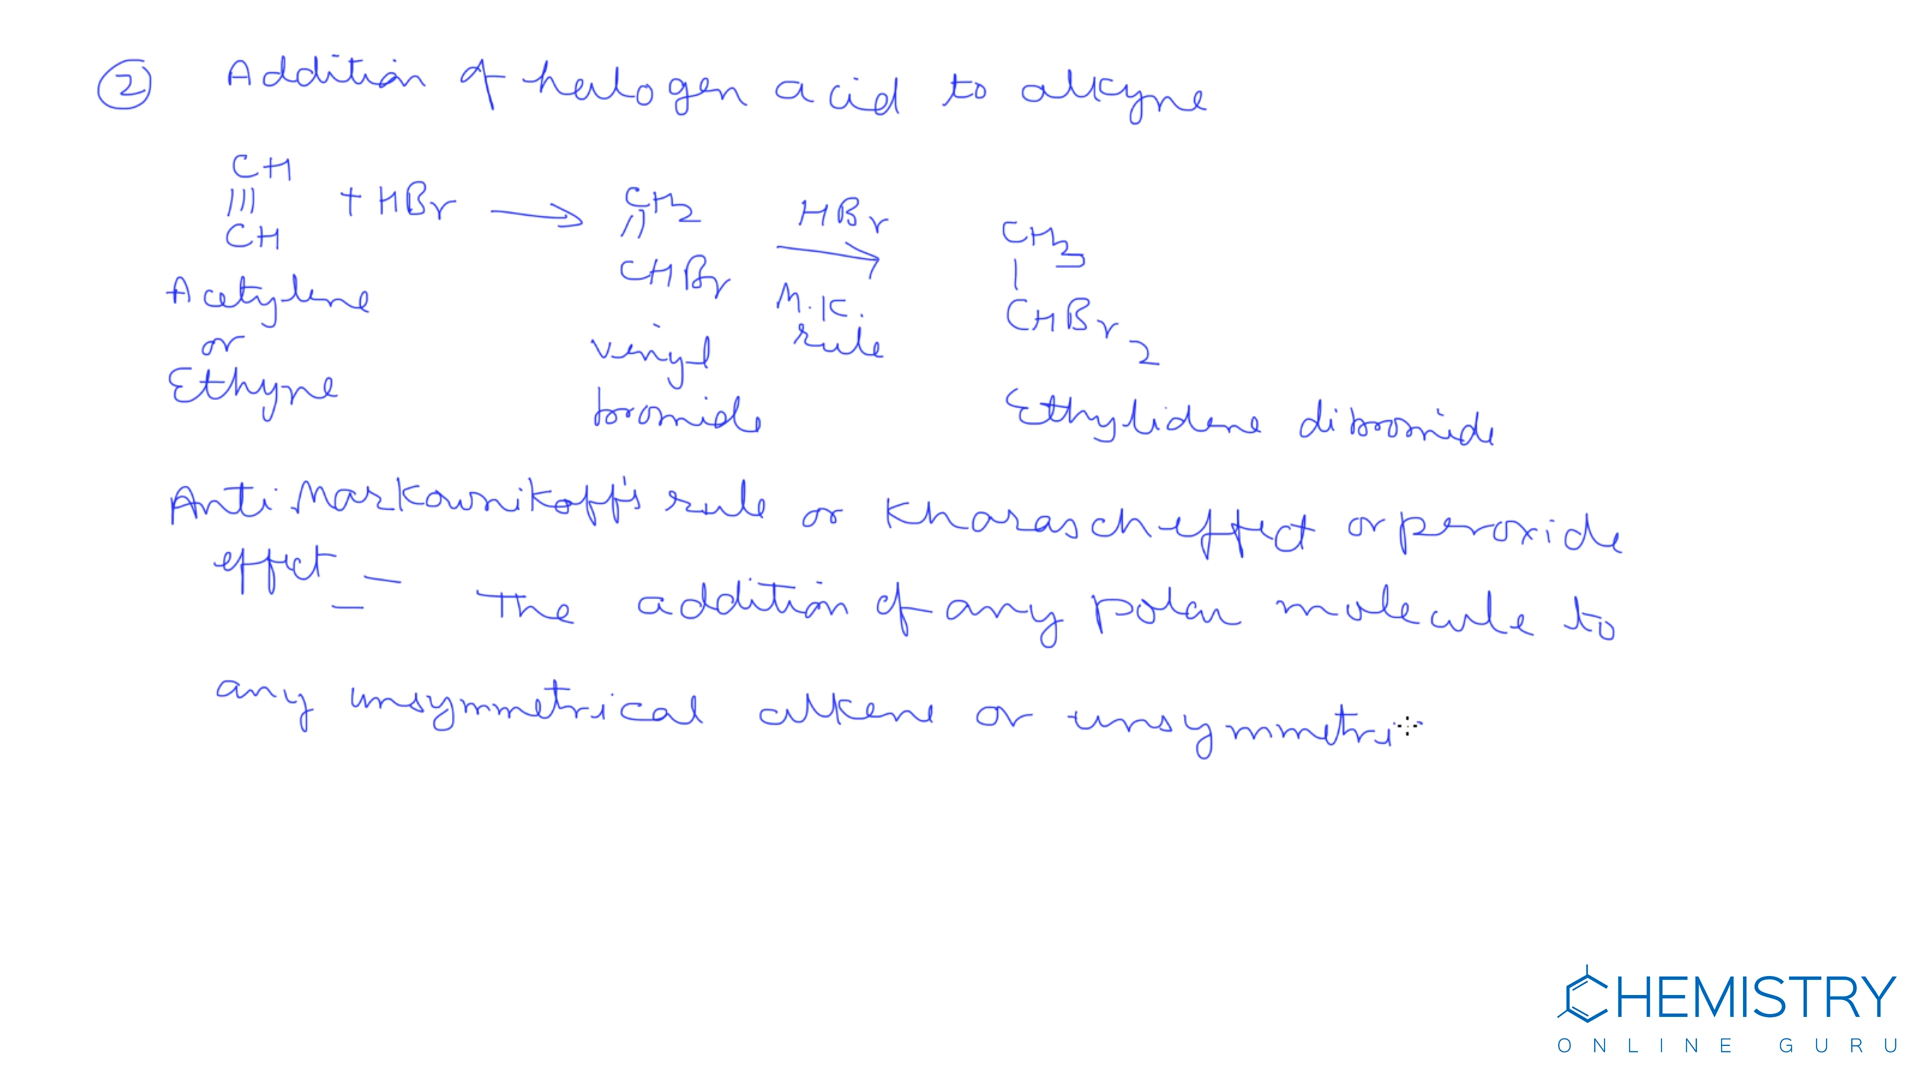 ② Addition of halogen acid to alkyne
CH
||| + HBr ⟶ CH2 HBr ⟶ CH3
CH || |
CHBr M.K. rule CHBr2
Acetylene or Ethyne
vinyl bromide
Ethylidene dibromide
Anti Markownikoff's rule or Kharasch effect or peroxide
effect _ — The addition of any polar molecule to
any unsymmetrical alkene or unsymmetri
CHEMISTRY
ONLINE GURU